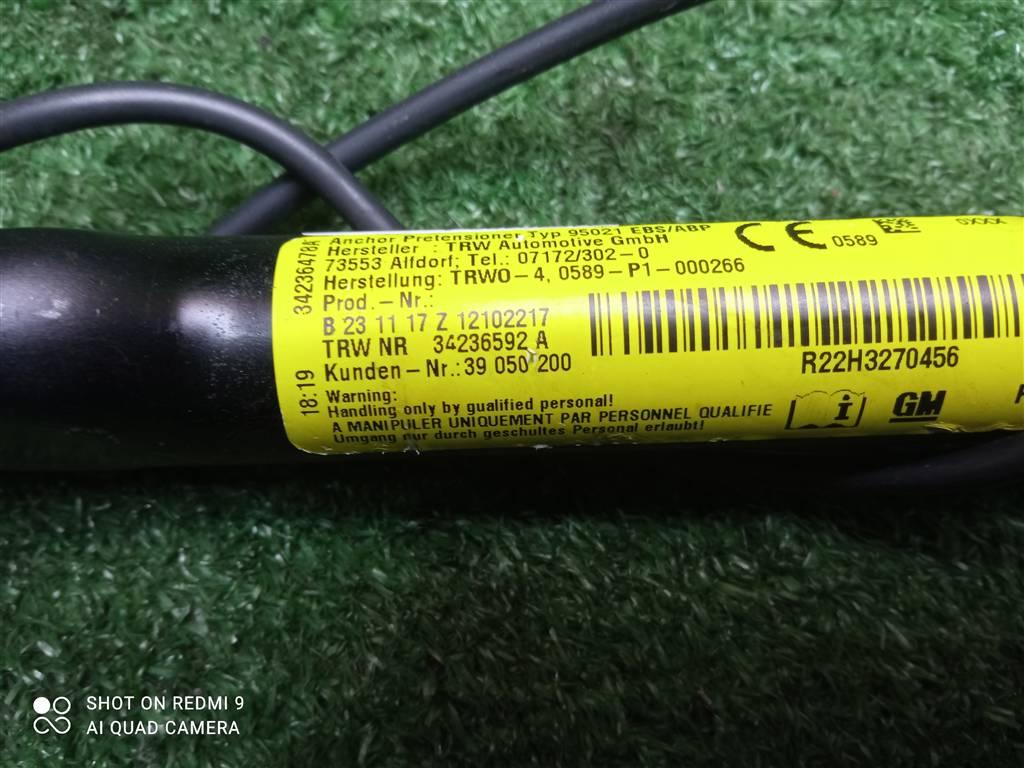 Anchor Pretensioner Typ 95021 EBS/ABP
Hersteller : TRW Automotive GmbH
73553 Alfdorf; Tel.: 07172/302-0
Herstellung: TRWO-4, 0589-P1-000266
Prod.-Nr.:
B 23 11 17 Z 12102217
TRW NR 34236592 A
Kunden-Nr.:39 050 200
Warning:
Handling only by qualified personal!
A MANIPULER UNIQUEMENT PAR PERSONNEL QUALIFIE
Umgang nur durch geschultes Personal erlaubt!
34236478A
18:19
CE 0589
0XXX
R22H3270456
i
GM
SHOT ON REDMI 9
AI QUAD CAMERA